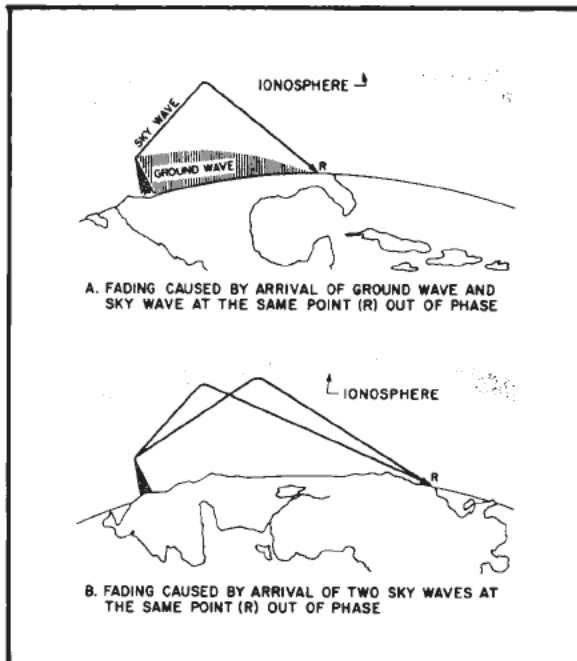 IONOSPHERE
SKY WAVE
GROUND WAVE
R
A. FADING CAUSED BY ARRIVAL OF GROUND WAVE AND
SKY WAVE AT THE SAME POINT (R) OUT OF PHASE
IONOSPHERE
R
B. FADING CAUSED BY ARRIVAL OF TWO SKY WAVES AT
THE SAME POINT (R) OUT OF PHASE